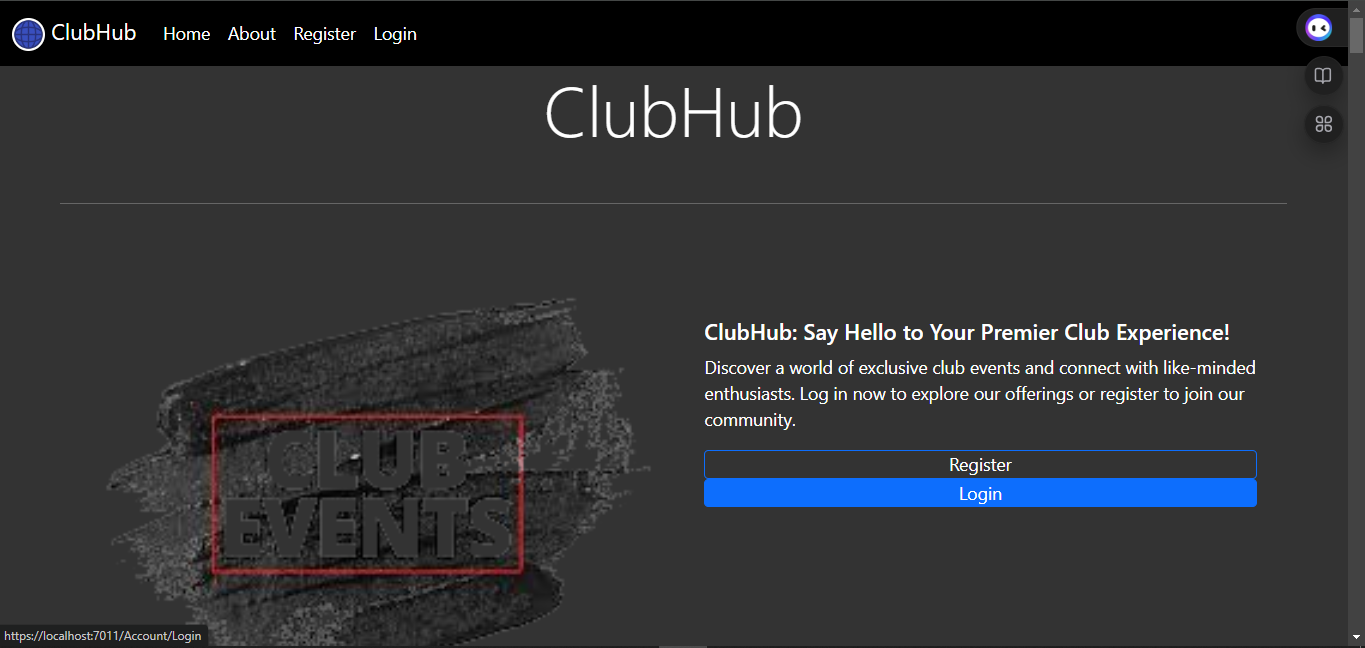 ClubHub Home About Register Login
ClubHub
ClubHub: Say Hello to Your Premier Club Experience!
Discover a world of exclusive club events and connect with like-minded
enthusiasts. Log in now to explore our offerings or register to join our
community.
Register
Login
CLUB
EVENTS
https://localhost:7011/Account/Login